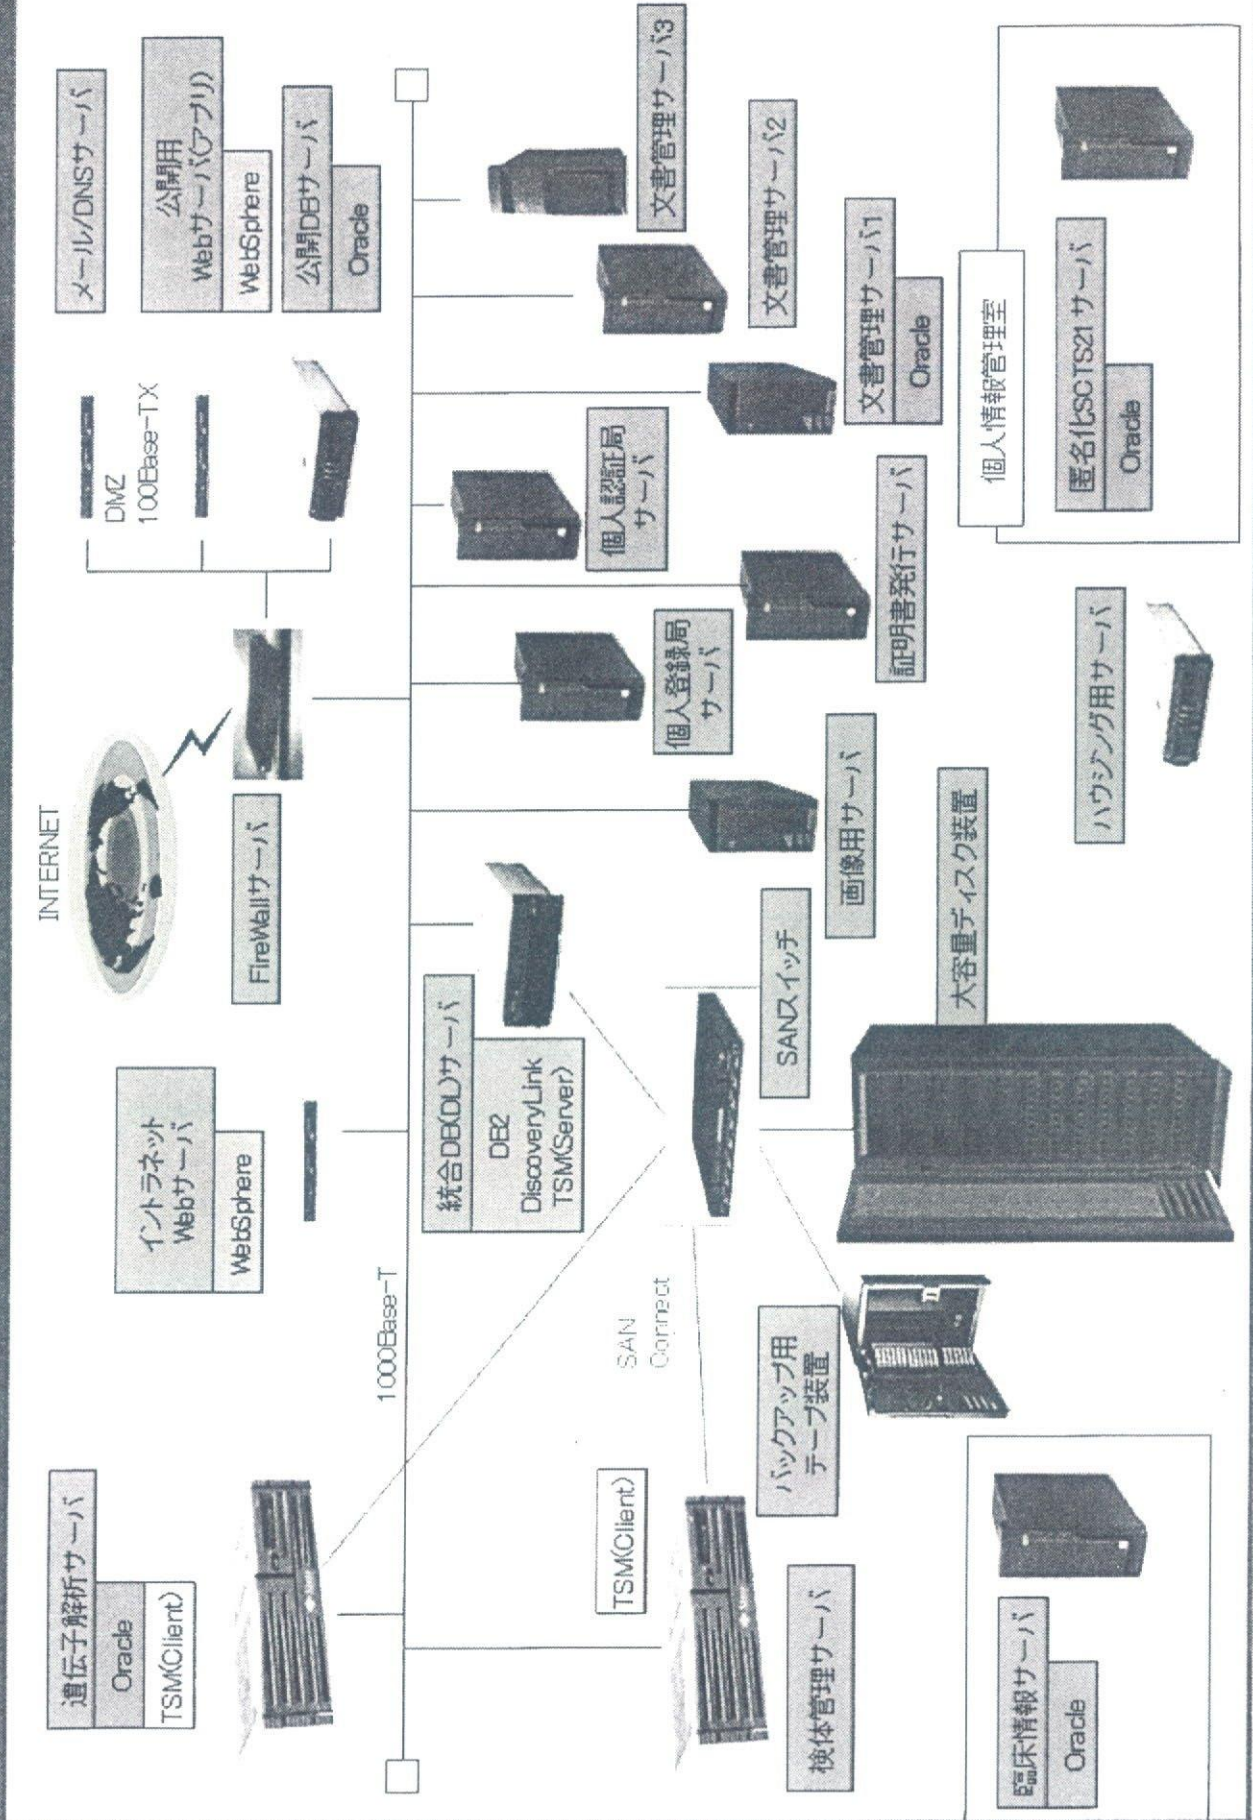 遺伝子解析サーバ
Oracle
TSM(Client)
イントラネット
Webサーバ
WebSphere
INTERNET
FireWallサーバ
DMZ
100Base-TX
メール/DNSサーバ
公開用
Webサーバ(アプリ)
WebSphere
公開DBサーバ
Oracle
1000Base-T
統合DB(DL)サーバ
DB2
DiscoveryLink
TSM(Server)
個人登録局
サーバ
個人認証局
サーバ
文書管理サーバ3
文書管理サーバ2
文書管理サーバ1
Oracle
証明書発行サーバ
画像用サーバ
SANスイッチ
SAN
Connect
TSM(Client)
検体管理サーバ
バックアップ用
テープ装置
大容量ディスク装置
ハウジング用サーバ
個人情報管理室
匿名化SCTS21サーバ
Oracle
臨床情報サーバ
Oracle